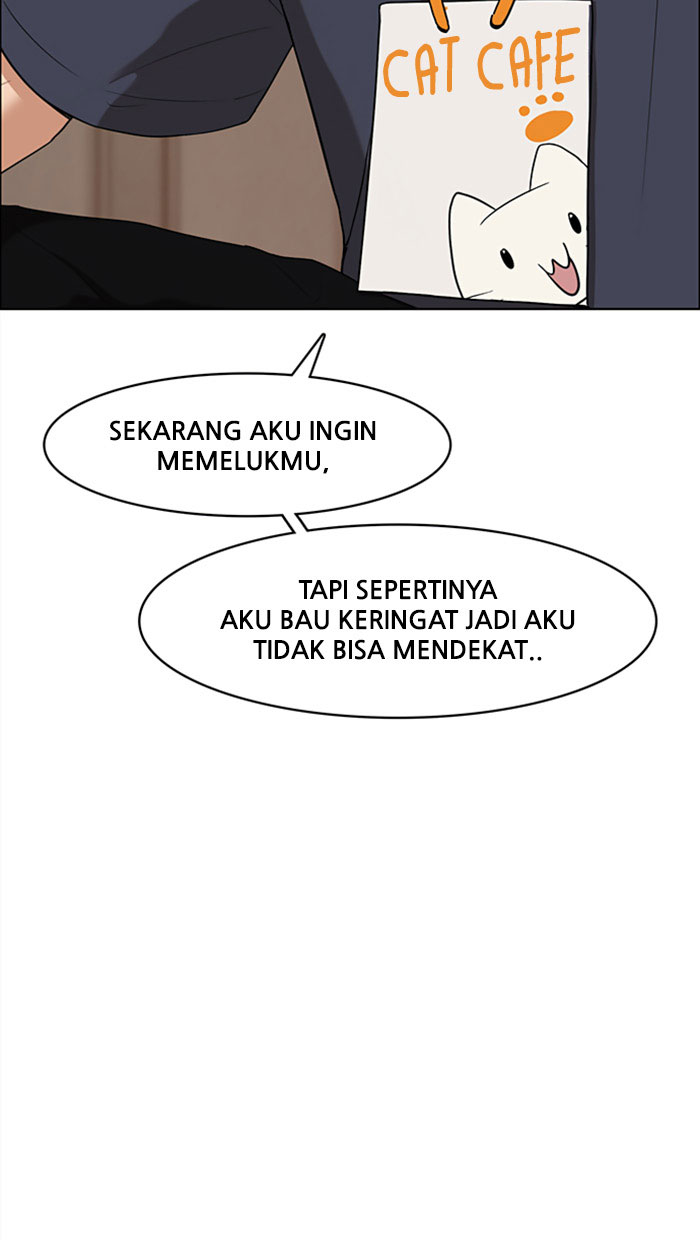 CAT CAFE
SEKARANG AKU INGIN
MEMELUKMU,
TAPI SEPERTINYA
AKU BAU KERINGAT JADI AKU
TIDAK BISA MENDEKAT..